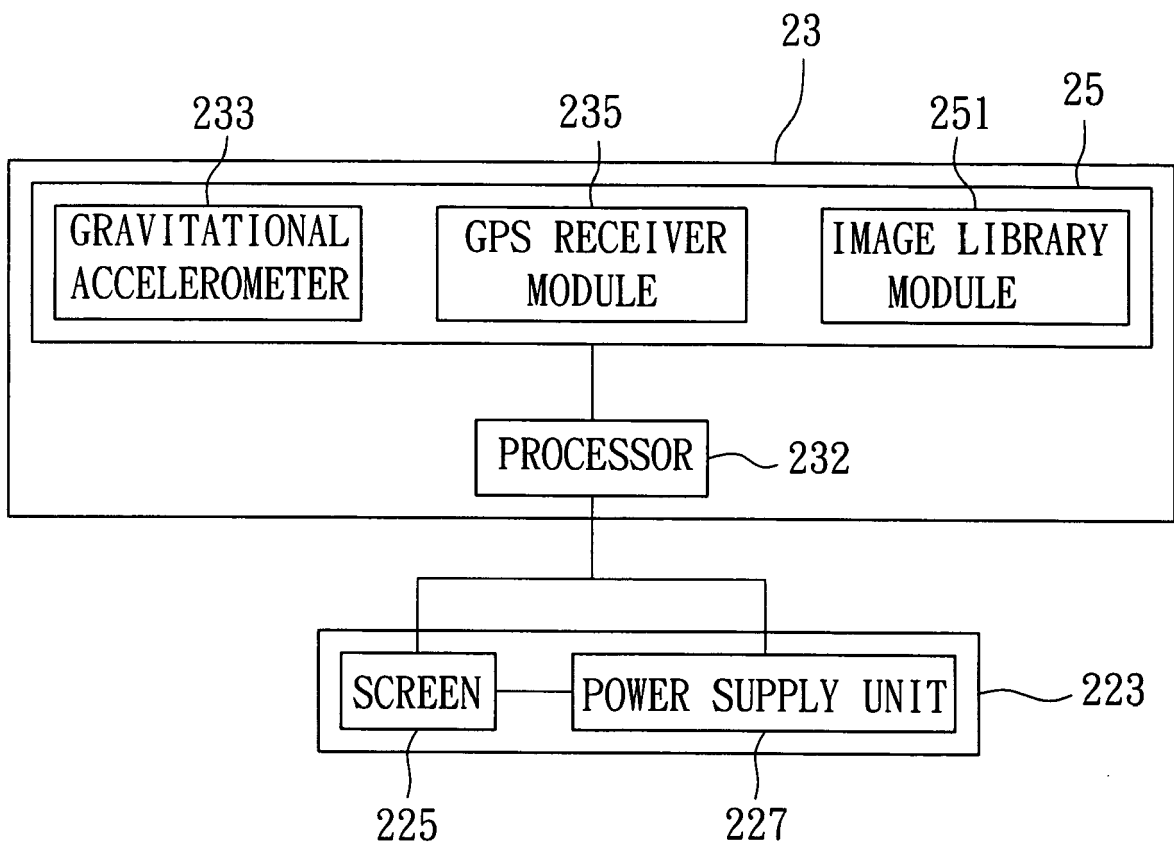 23
233
235
251
25
GRAVITATIONAL
ACCELEROMETER
GPS RECEIVER
MODULE
IMAGE LIBRARY
MODULE
PROCESSOR
232
SCREEN
POWER SUPPLY UNIT
223
225
227